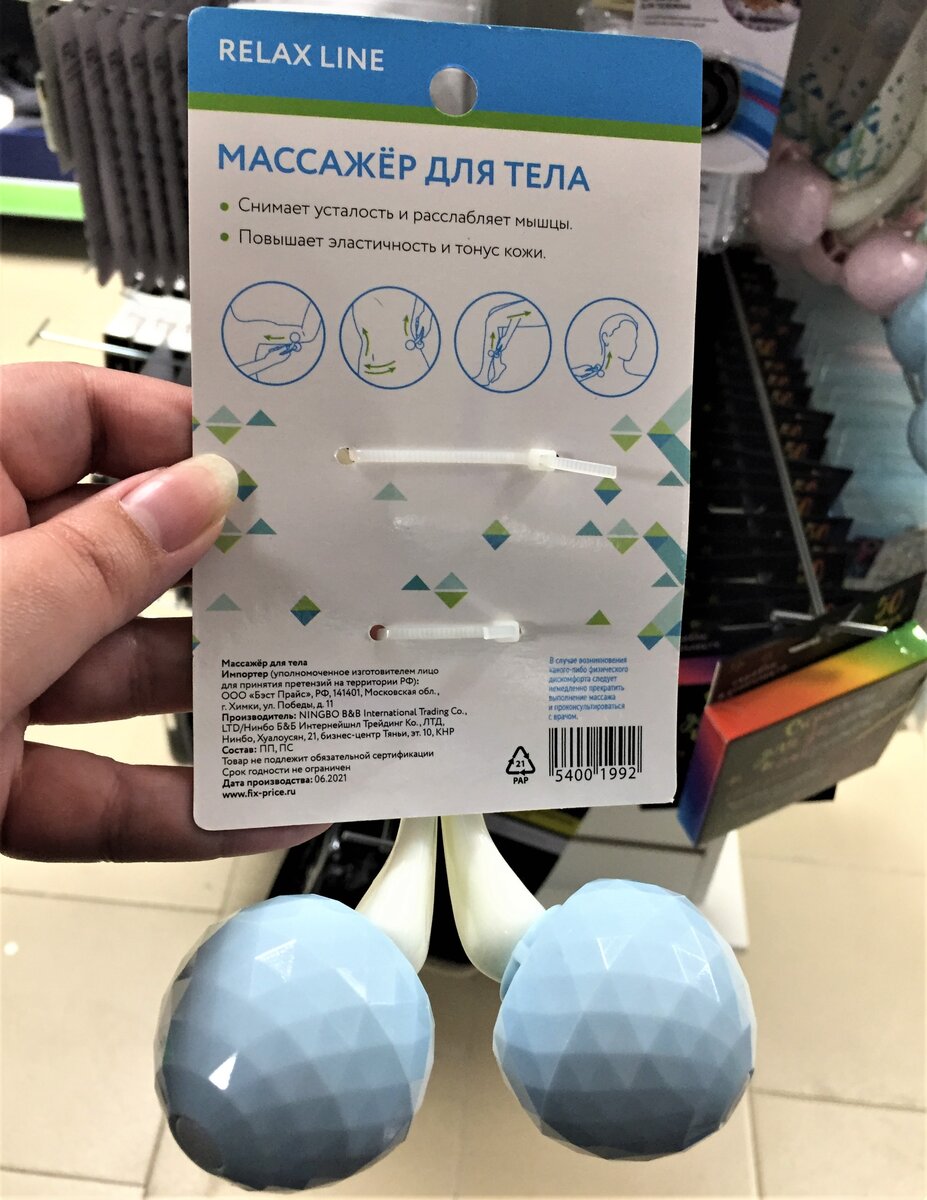 RELAX LINE
МАССАЖЁР ДЛЯ ТЕЛА
Снимает усталость и расслабляет мышцы.
Повышает эластичность и тонус кожи.
Массажёр для тела
Импортер (уполномоченное изготовителем лицо
для принятия претензий на территории РФ):
ООО «Бэст Прайс», РФ, 141401, Московская обл.,
г. Химки, ул. Победы, д. 11
Производитель: NINGBO B&B International Trading Co.,
LTD/Нинбо Б&Б Интернейшнл Трейдинг Ко., ЛТД,
Нинбо, Хуалоусян, 21, бизнес-центр Тяньи, эт. 10, КНР
Состав: ПП, ПС
Товар не подлежит обязательной сертификации
Срок годности не ограничен
Дата производства: 06.2021
www.fix-price.ru
В случае возникновения
какого-либо физического
дискомфорта следует
немедленно прекратить
выполнение массажа
и проконсультироваться
с врачом.
21
PAP
5400 1992
50